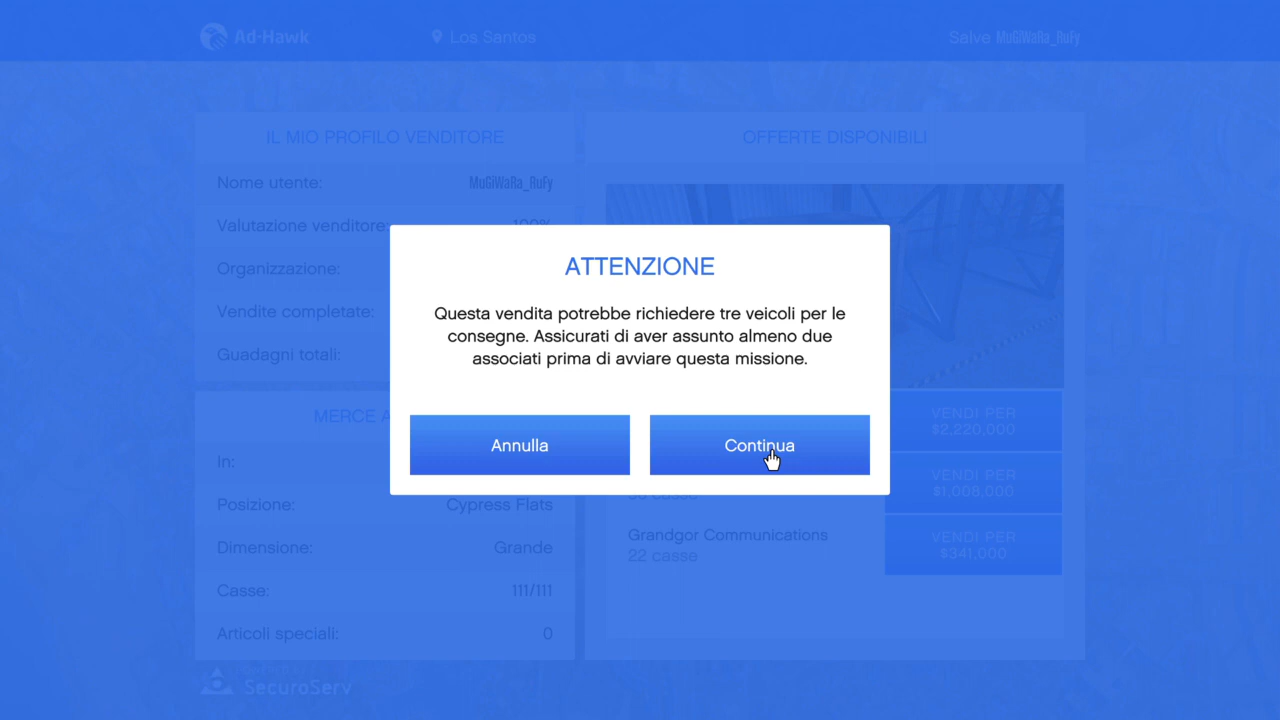 Ad-Hawk
Los Santos
Salve MuGiWaRa_RuFy
IL MIO PROFILO VENDITORE
OFFERTE DISPONIBILI
Nome utente: MuGiWaRa_RuFy
Valutazione venditore: 100%
Organizzazione:
Vendite completate:
Guadagni totali:
ATTENZIONE
Questa vendita potrebbe richiedere tre veicoli per le
consegne. Assicurati di aver assunto almeno due
associati prima di avviare questa missione.
Annulla
Continua
MERCE
In:
Posizione: Cypress Flats
Dimensione: Grande
Casse: 111/111
Articoli speciali: 0
VENDI PER
$2,220,000
VENDI PER
$1,008,000
casse
Grandgor Communications
22 casse
VENDI PER
$341,000
SecuroServ